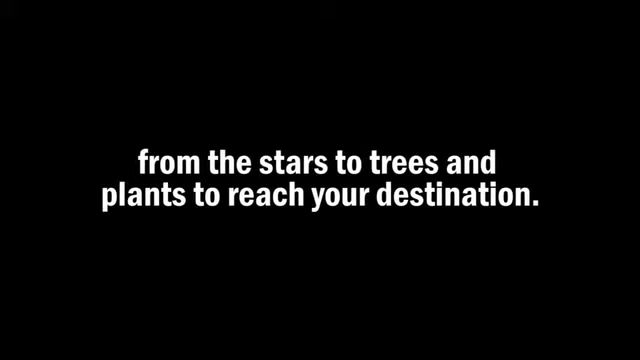 from the stars to trees and
plants to reach your destination.